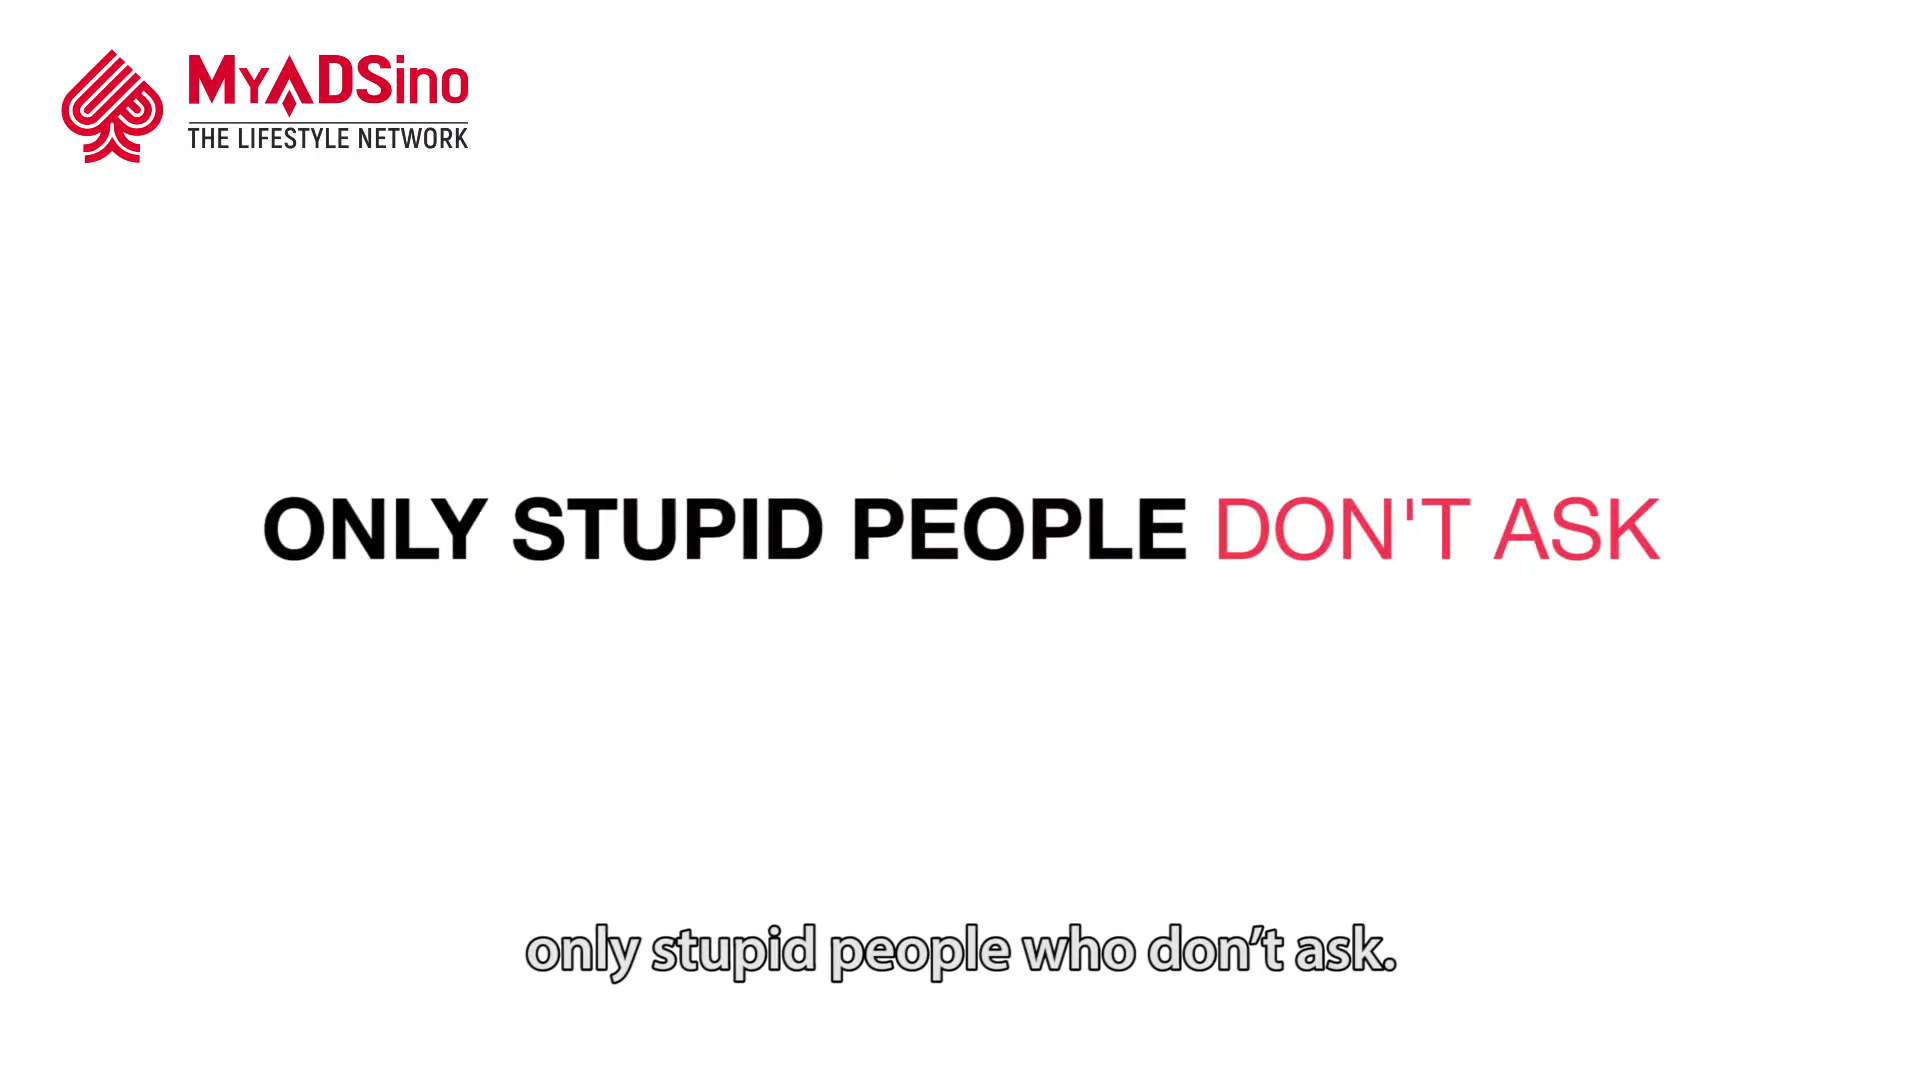 MYADSino
THE LIFESTYLE NETWORK
ONLY STUPID PEOPLE DON'T ASK
only stupid people who don’t ask.